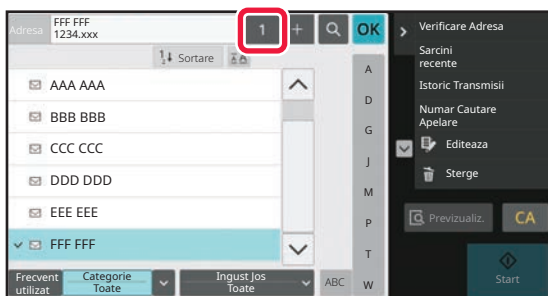 Adresa
FFF FFF
1234.xxx
1
+
OK
Sortare
AAA AAA
BBB BBB
CCC CCC
DDD DDD
EEE EEE
FFF FFF
A
D
G
J
M
P
T
W
Frecvent
utilizat
Categorie
Toate
Ingust Jos
Toate
ABC
Verificare Adresa
Sarcini
recente
Istoric Transmisii
Numar Cautare
Apelare
Editeaza
Sterge
Previzualiz.
CA
Start